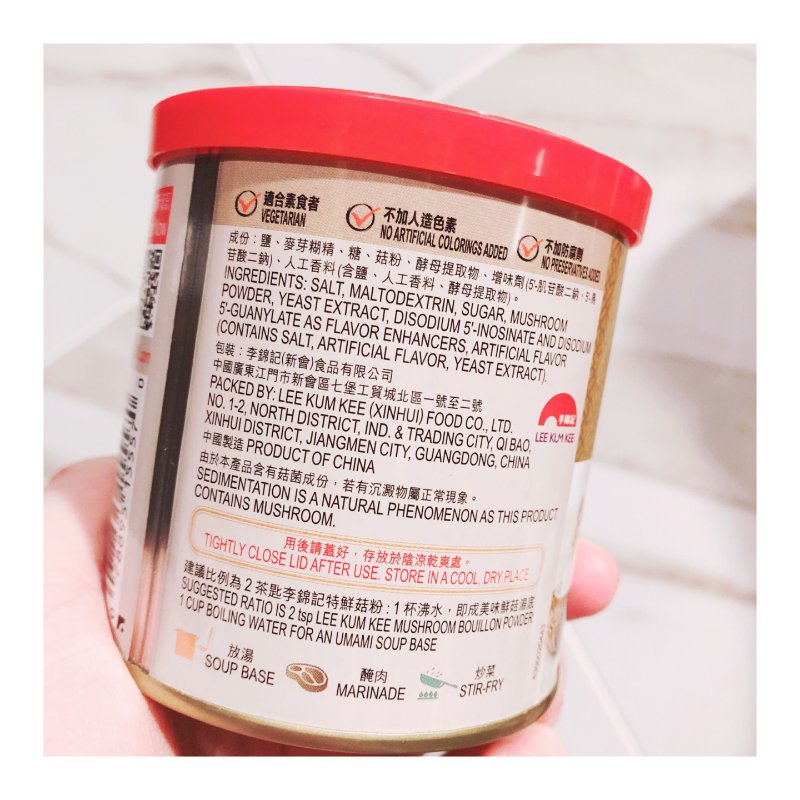 適合素食者
VEGETARIAN
不加人造色素
NO ARTIFICIAL COLORINGS ADDED
不加防腐劑
NO PRESERVATIVES ADDED
成份：鹽、麥芽糊精、糖、菇粉、酵母提取物、增味劑(5'-肌苷酸二鈉、5'-鳥
苷酸二鈉)、人工香料(含鹽、人工香料、酵母提取物)。
INGREDIENTS: SALT, MALTODEXTRIN, SUGAR, MUSHROOM
POWDER, YEAST EXTRACT, DISODIUM 5'-INOSINATE AND DISODIUM
5'-GUANYLATE AS FLAVOR ENHANCERS, ARTIFICIAL FLAVOR
(CONTAINS SALT, ARTIFICIAL FLAVOR, YEAST EXTRACT).
包裝：李錦記(新會)食品有限公司
中國廣東江門市新會區七堡工貿城北區一號至二號
PACKED BY: LEE KUM KEE (XINHUI) FOOD CO., LTD.
NO. 1-2, NORTH DISTRICT, IND. & TRADING CITY, QI BAO,
XINHUI DISTRICT, JIANGMEN CITY, GUANGDONG, CHINA
中國製造 PRODUCT OF CHINA
李錦記
LEE KUM KEE
由於本產品含有菇菌成份，若有沉澱物屬正常現象。
SEDIMENTATION IS A NATURAL PHENOMENON AS THIS PRODUCT
CONTAINS MUSHROOM.
用後請蓋好，存放於陰涼乾爽處。
TIGHTLY CLOSE LID AFTER USE. STORE IN A COOL, DRY PLACE.
建議比例為 2 茶匙李錦記特鮮菇粉：1 杯沸水，即成美味鮮菇湯底
SUGGESTED RATIO IS 2 tsp LEE KUM KEE MUSHROOM BOUILLON POWDER:
1 CUP BOILING WATER FOR AN UMAMI SOUP BASE
放湯
SOUP BASE
醃肉
MARINADE
炒菜
STIR-FRY